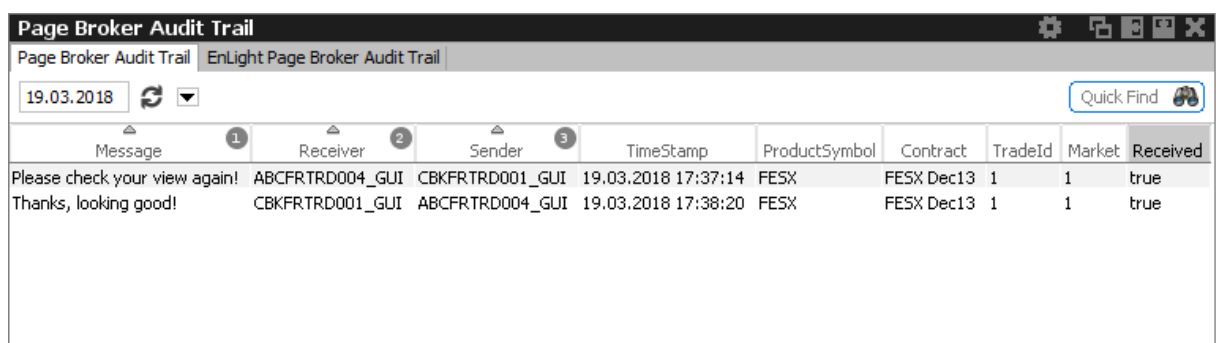 Page Broker Audit Trail
Page Broker Audit Trail EnLight Page Broker Audit Trail
19.03.2018 Quick Find
1 2 3
Message Receiver Sender TimeStamp ProductSymbol Contract TradeId Market Received
Please check your view again! ABCFRTRD004_GUI CBKFRTRD001_GUI 19.03.2018 17:37:14 FESX FESX Dec13 1 1 true
Thanks, looking good! CBKFRTRD001_GUI ABCFRTRD004_GUI 19.03.2018 17:38:20 FESX FESX Dec13 1 1 true